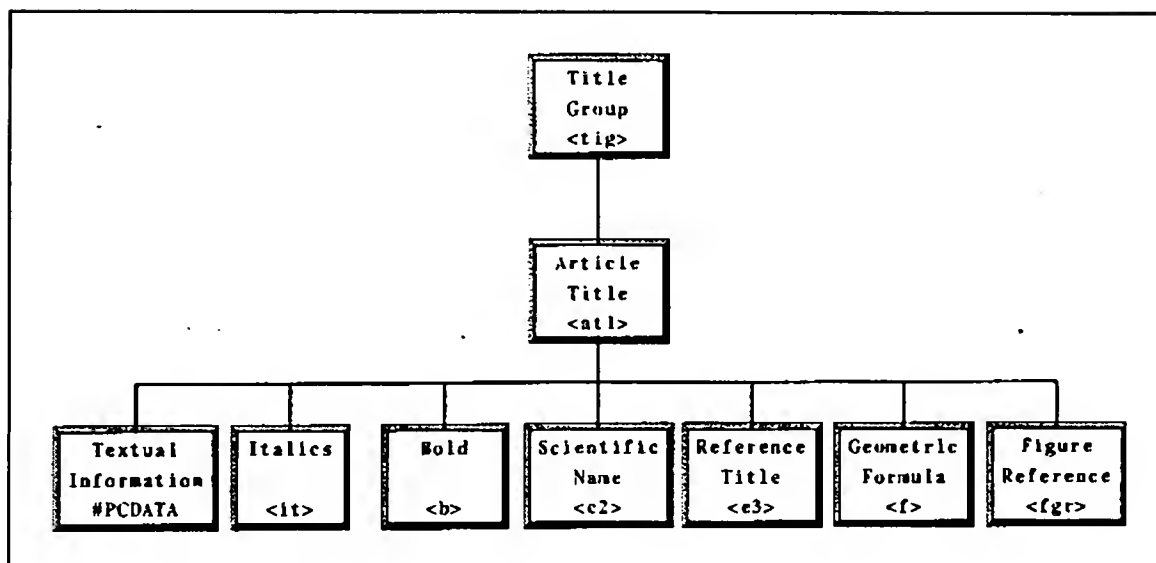 Title
Group
<tig>
Article
Title
<atl>
Textual
Information
#PCDATA
Italics
<it>
Bold
<b>
Scientific
Name
<c2>
Reference
Title
<e3>
Geometric
Formula
<f>
Figure
Reference
<fgr>